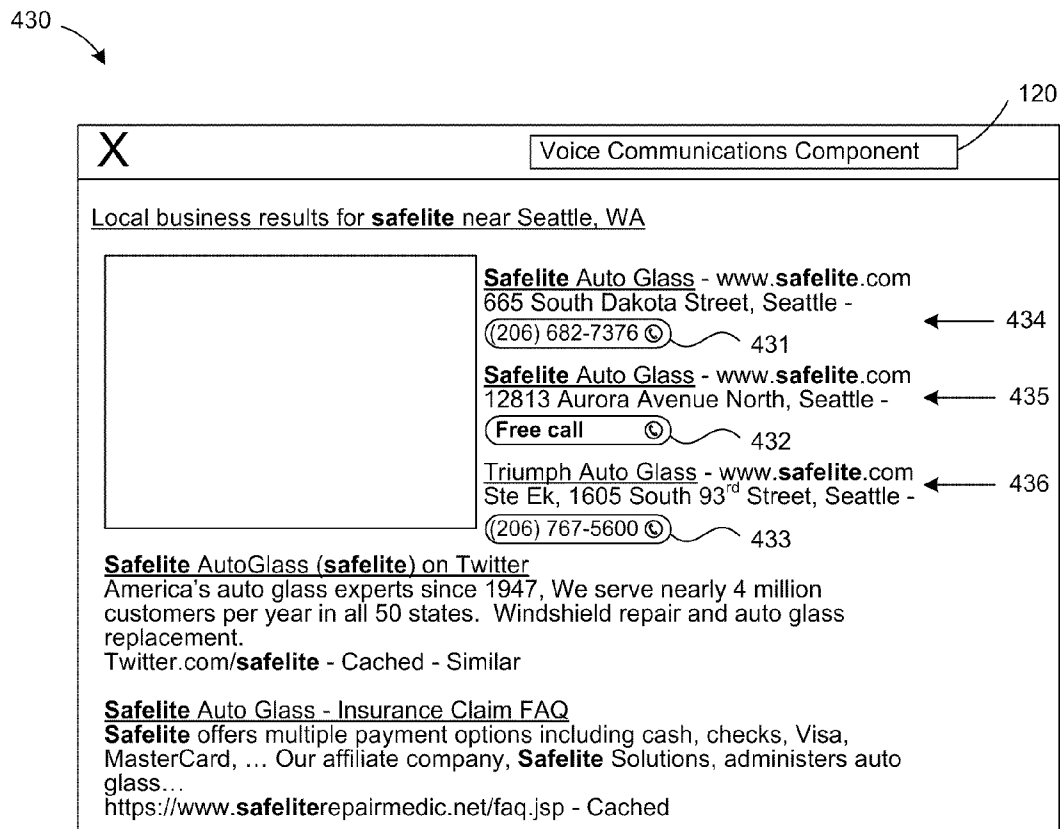 430
120
X
Voice Communications Component
Local business results for safelite near Seattle, WA
Safelite Auto Glass - www.safelite.com
665 South Dakota Street, Seattle -
434
(206) 682-7376
431
Safelite Auto Glass - www.safelite.com
12813 Aurora Avenue North, Seattle -
435
Free call
432
Triumph Auto Glass - www.safelite.com
436
Ste Ek, 1605 South 93rd Street, Seattle -
(206) 767-5600
433
Safelite AutoGlass (safelite) on Twitter
America's auto glass experts since 1947, We serve nearly 4 million
customers per year in all 50 states. Windshield repair and auto glass
replacement.
Twitter.com/safelite - Cached - Similar
Safelite Auto Glass - Insurance Claim FAQ
Safelite offers multiple payment options including cash, checks, Visa,
MasterCard, ... Our affiliate company, Safelite Solutions, administers auto
glass...
https://www.safeliterepairmedic.net/faq.jsp - Cached